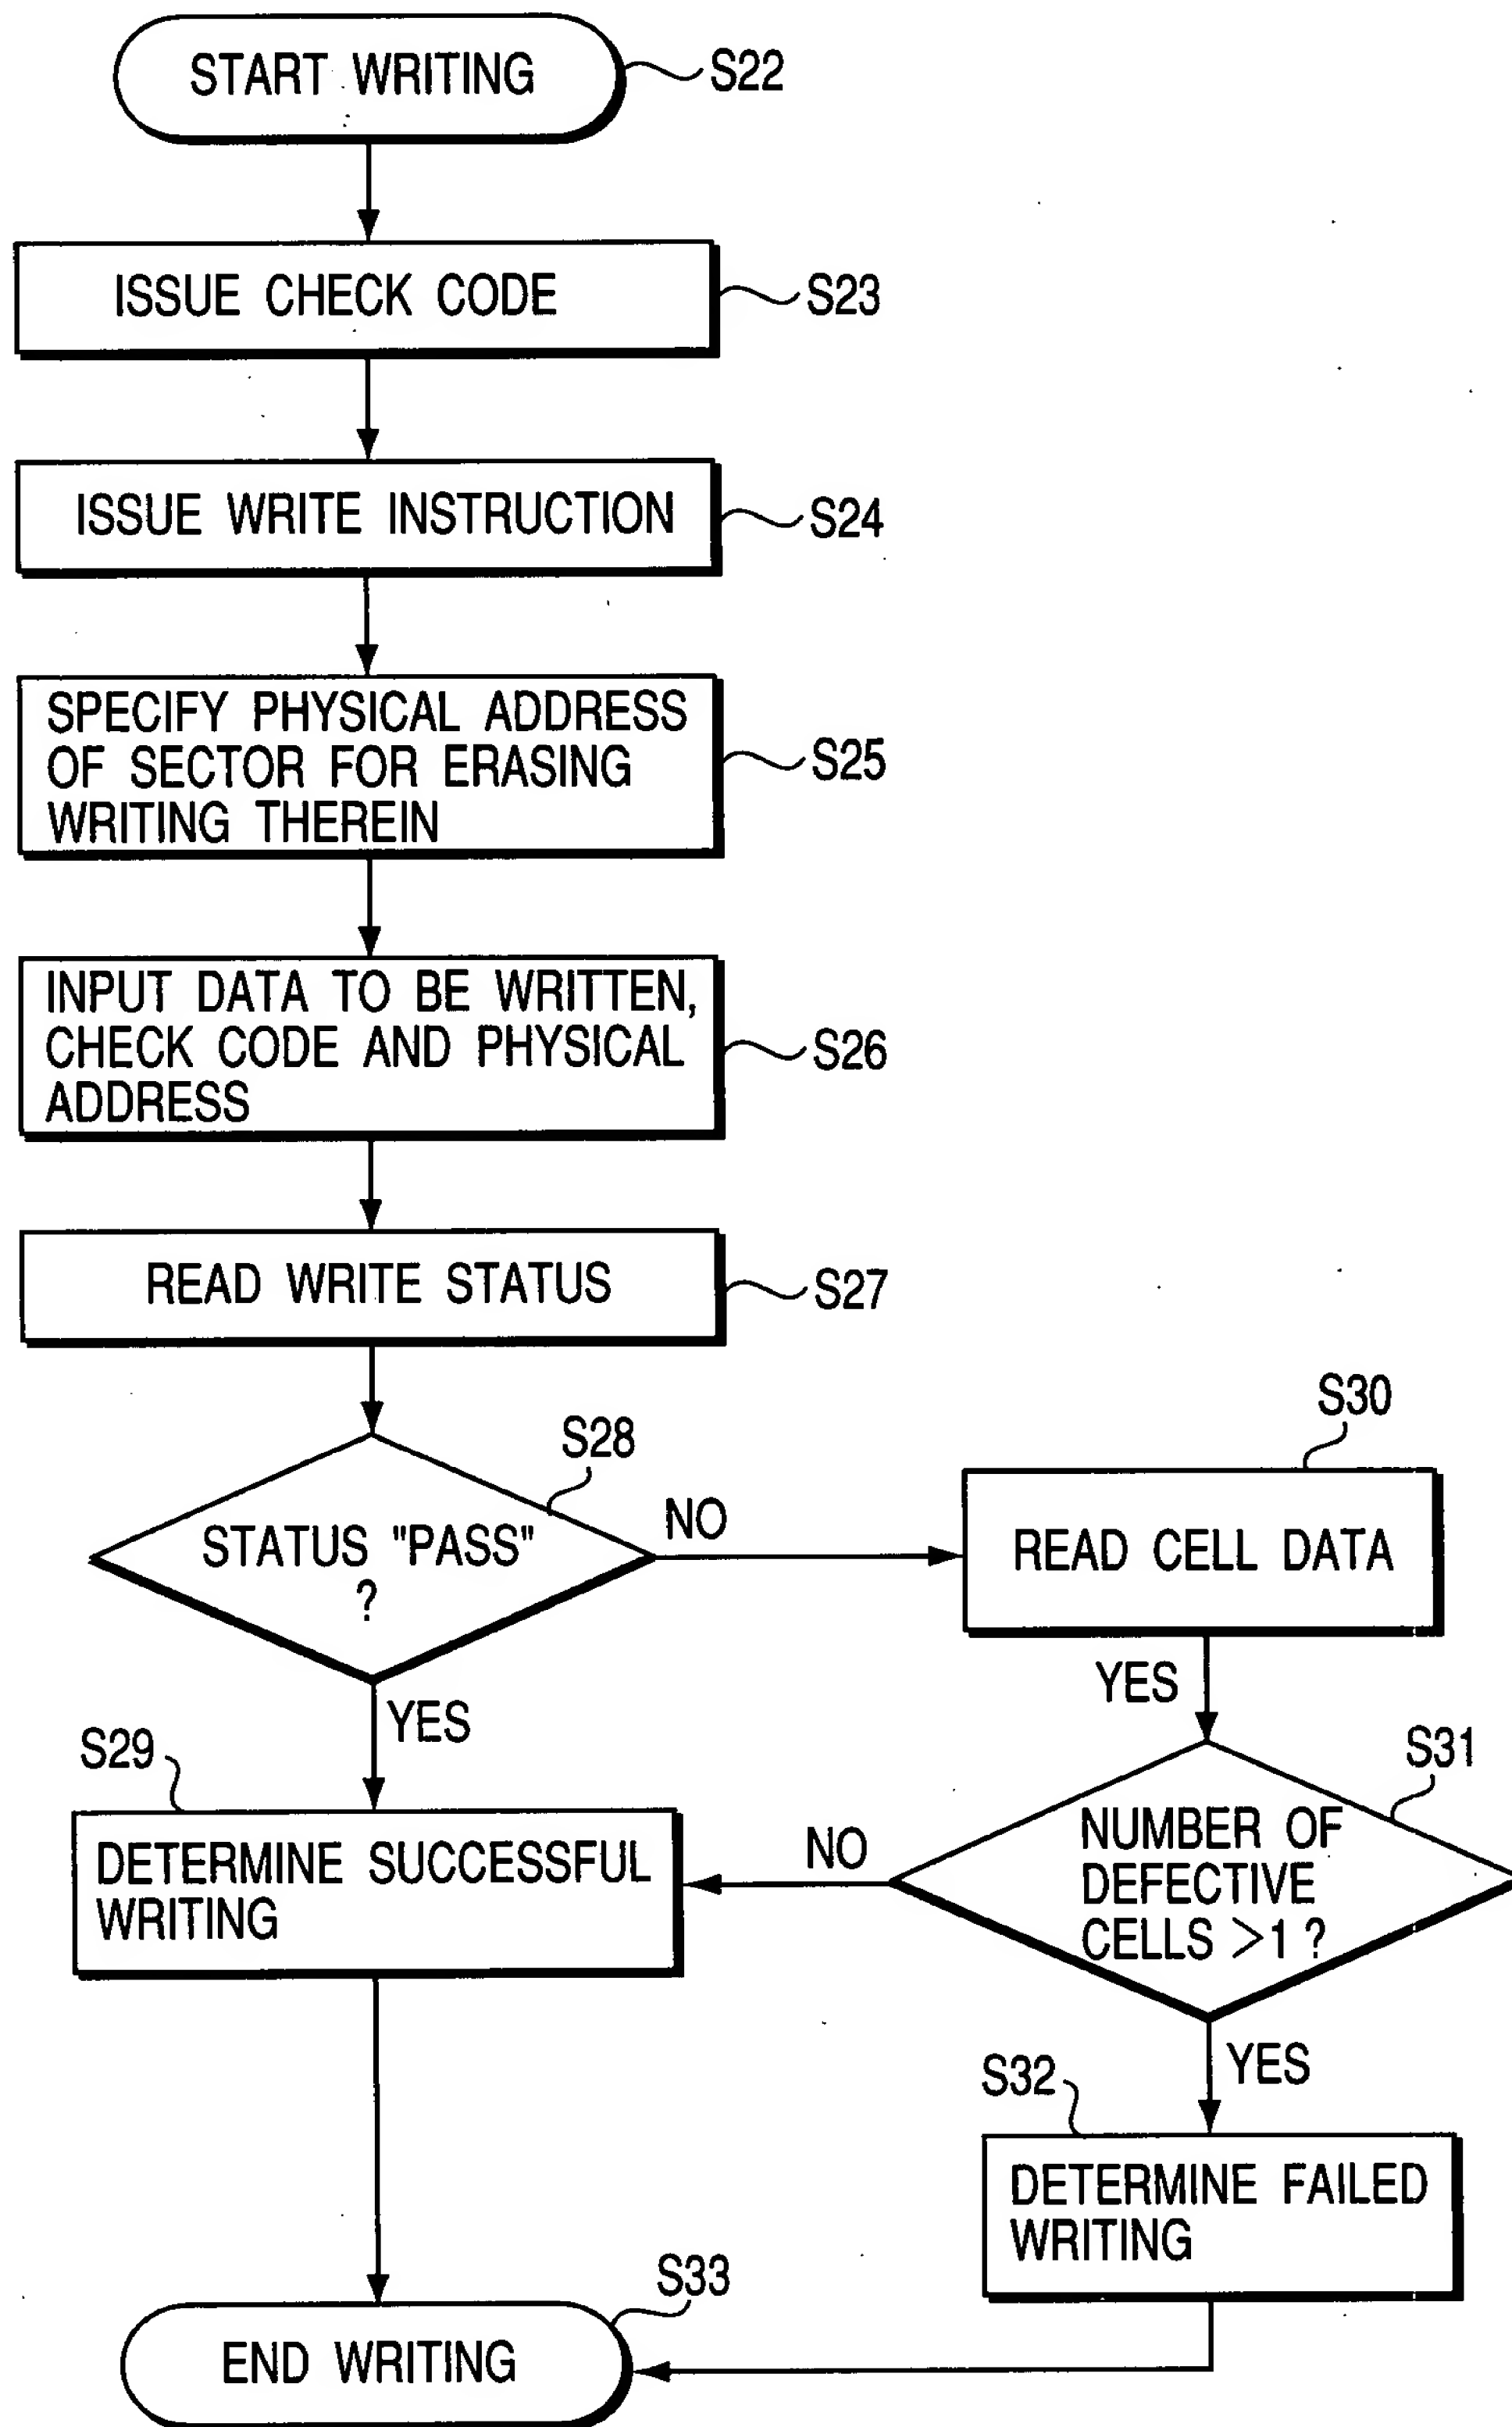 START WRITING
S22
ISSUE CHECK CODE
S23
ISSUE WRITE INSTRUCTION
S24
SPECIFY PHYSICAL ADDRESS
OF SECTOR FOR ERASING
WRITING THEREIN
S25
INPUT DATA TO BE WRITTEN,
CHECK CODE AND PHYSICAL
ADDRESS
S26
READ WRITE STATUS
S27
S28
STATUS "PASS"
?
NO
YES
S30
READ CELL DATA
YES
S31
NUMBER OF
DEFECTIVE
CELLS >1 ?
NO
YES
S29
DETERMINE SUCCESSFUL
WRITING
S32
DETERMINE FAILED
WRITING
S33
END WRITING